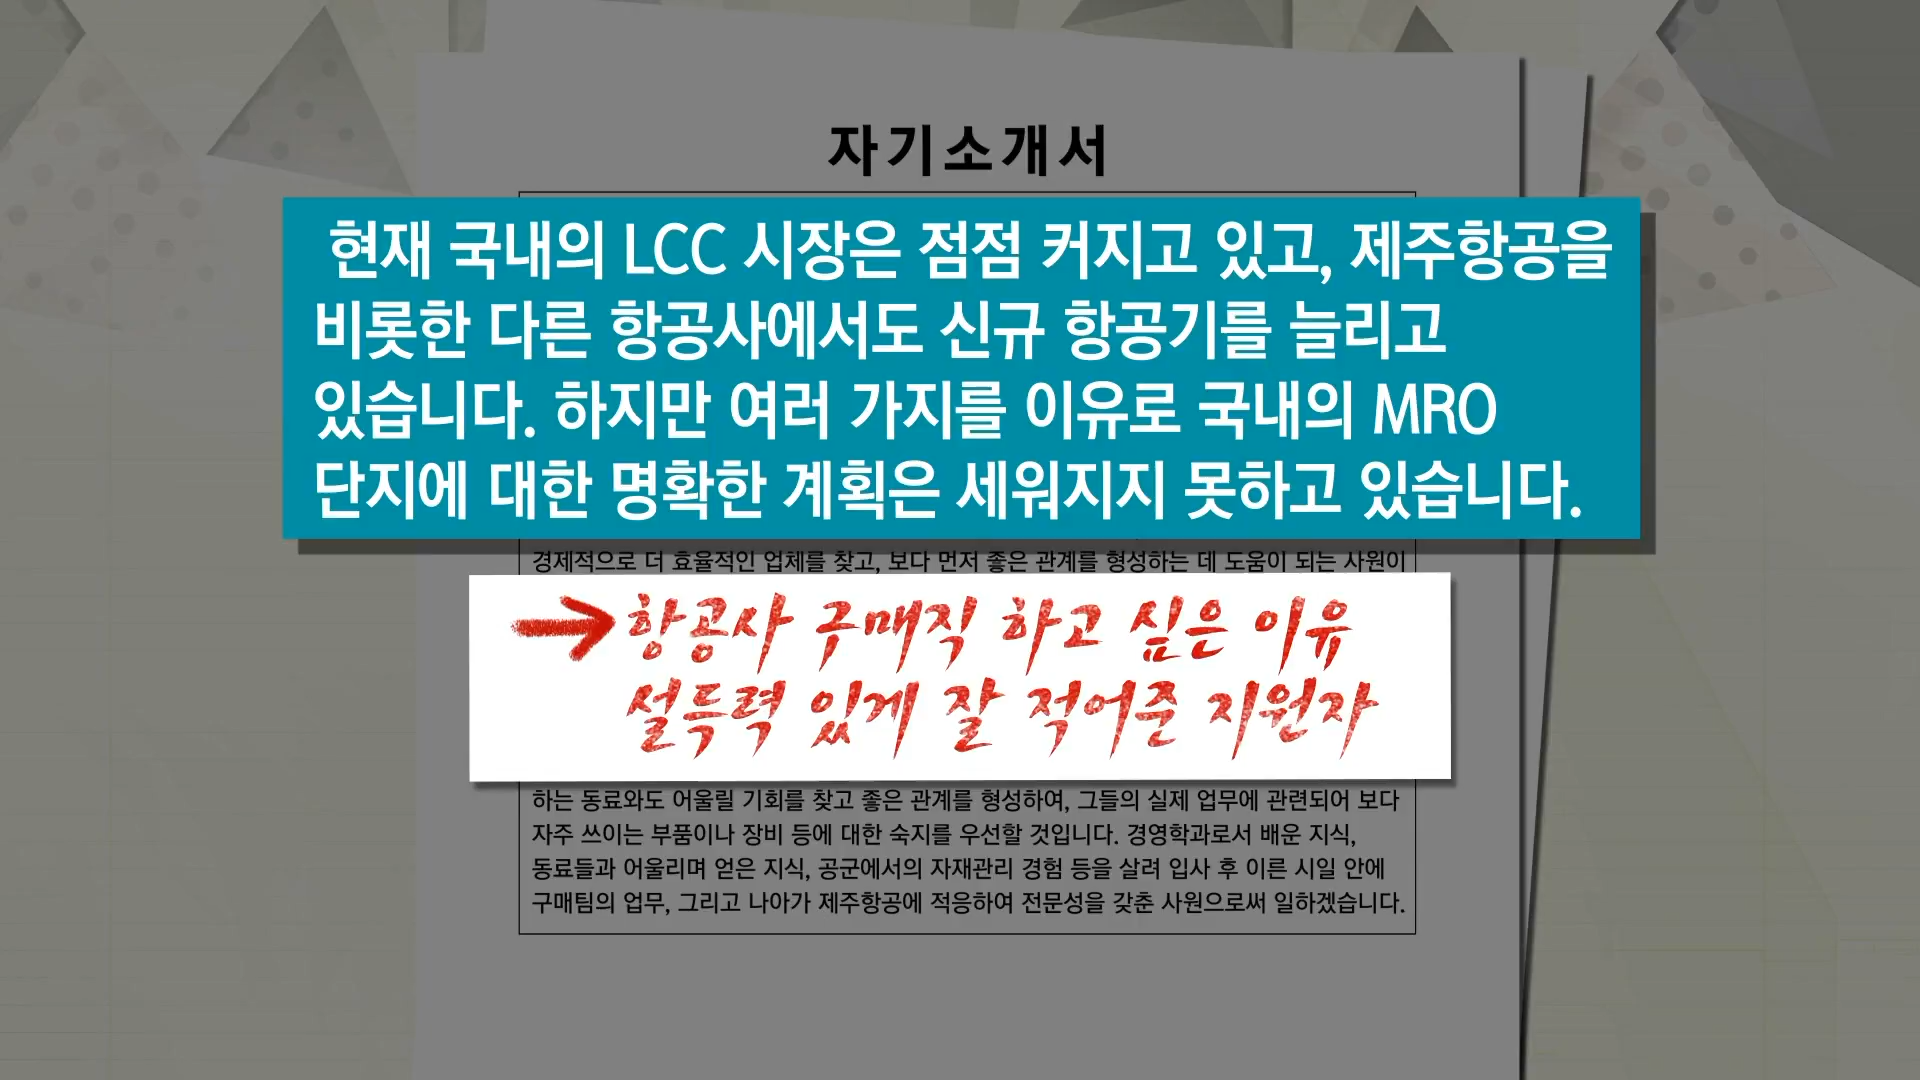 자기소개서
현재 국내의 LCC 시장은 점점 커지고 있고, 제주항공을
비롯한 다른 항공사에서도 신규 항공기를 늘리고
있습니다. 하지만 여러 가지를 이유로 국내의 MRO
단지에 대한 명확한 계획은 세워지지 못하고 있습니다.
경제적으로 더 효율적인 업체를 찾고, 보다 먼저 좋은 관계를 형성하는 데 도움이 되는 사원이
→항공사 구매직 하고 싶은 이유
설득력 있게 잘 적어준 지원자
하는 동료와도 어울릴 기회를 찾고 좋은 관계를 형성하여, 그들의 실제 업무에 관련되어 보다
자주 쓰이는 부품이나 장비 등에 대한 숙지를 우선할 것입니다. 경영학과로서 배운 지식,
동료들과 어울리며 얻은 지식, 공군에서의 자재관리 경험 등을 살려 입사 후 이른 시일 안에
구매팀의 업무, 그리고 나아가 제주항공에 적응하여 전문성을 갖춘 사원으로써 일하겠습니다.